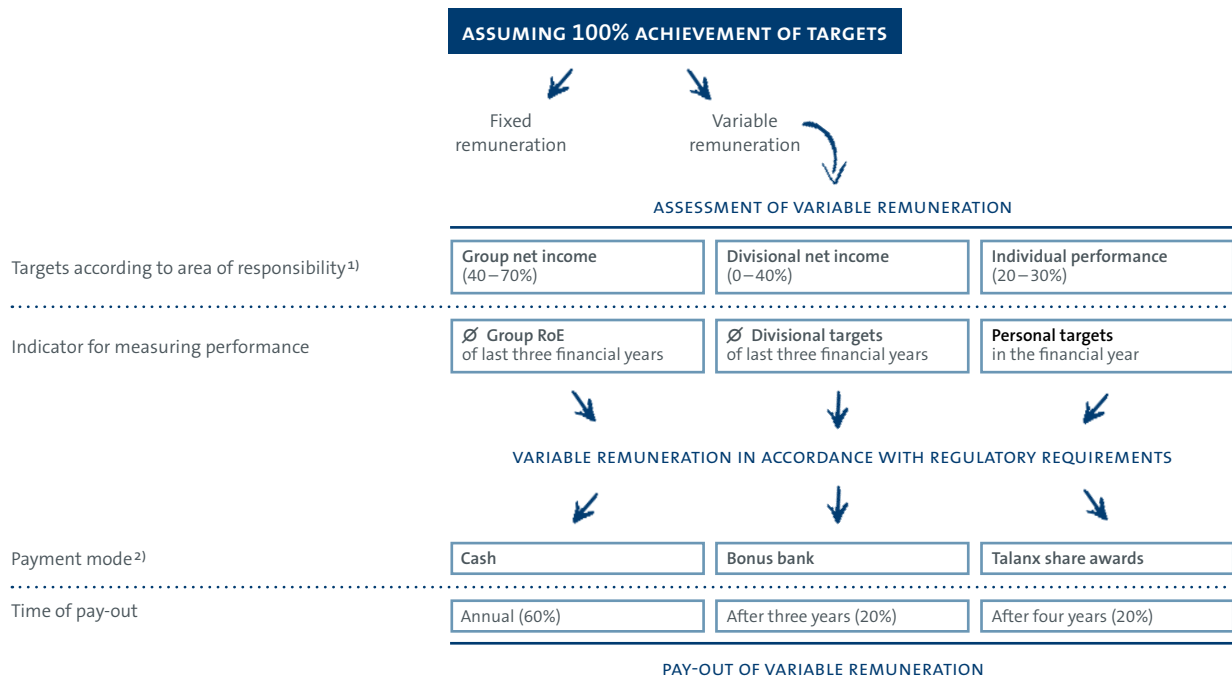 ASSUMING 100% ACHIEVEMENT OF TARGETS
Fixed
remuneration
Variable
remuneration
ASSESSMENT OF VARIABLE REMUNERATION
Targets according to area of responsibility¹⁾
Group net income
(40–70%)
Divisional net income
(0–40%)
Individual performance
(20–30%)
Indicator for measuring performance
Ø Group RoE
of last three financial years
Ø Divisional targets
of last three financial years
Personal targets
in the financial year
VARIABLE REMUNERATION IN ACCORDANCE WITH REGULATORY REQUIREMENTS
Payment mode²⁾
Cash
Bonus bank
Talanx share awards
Time of pay-out
Annual (60%)
After three years (20%)
After four years (20%)
PAY-OUT OF VARIABLE REMUNERATION